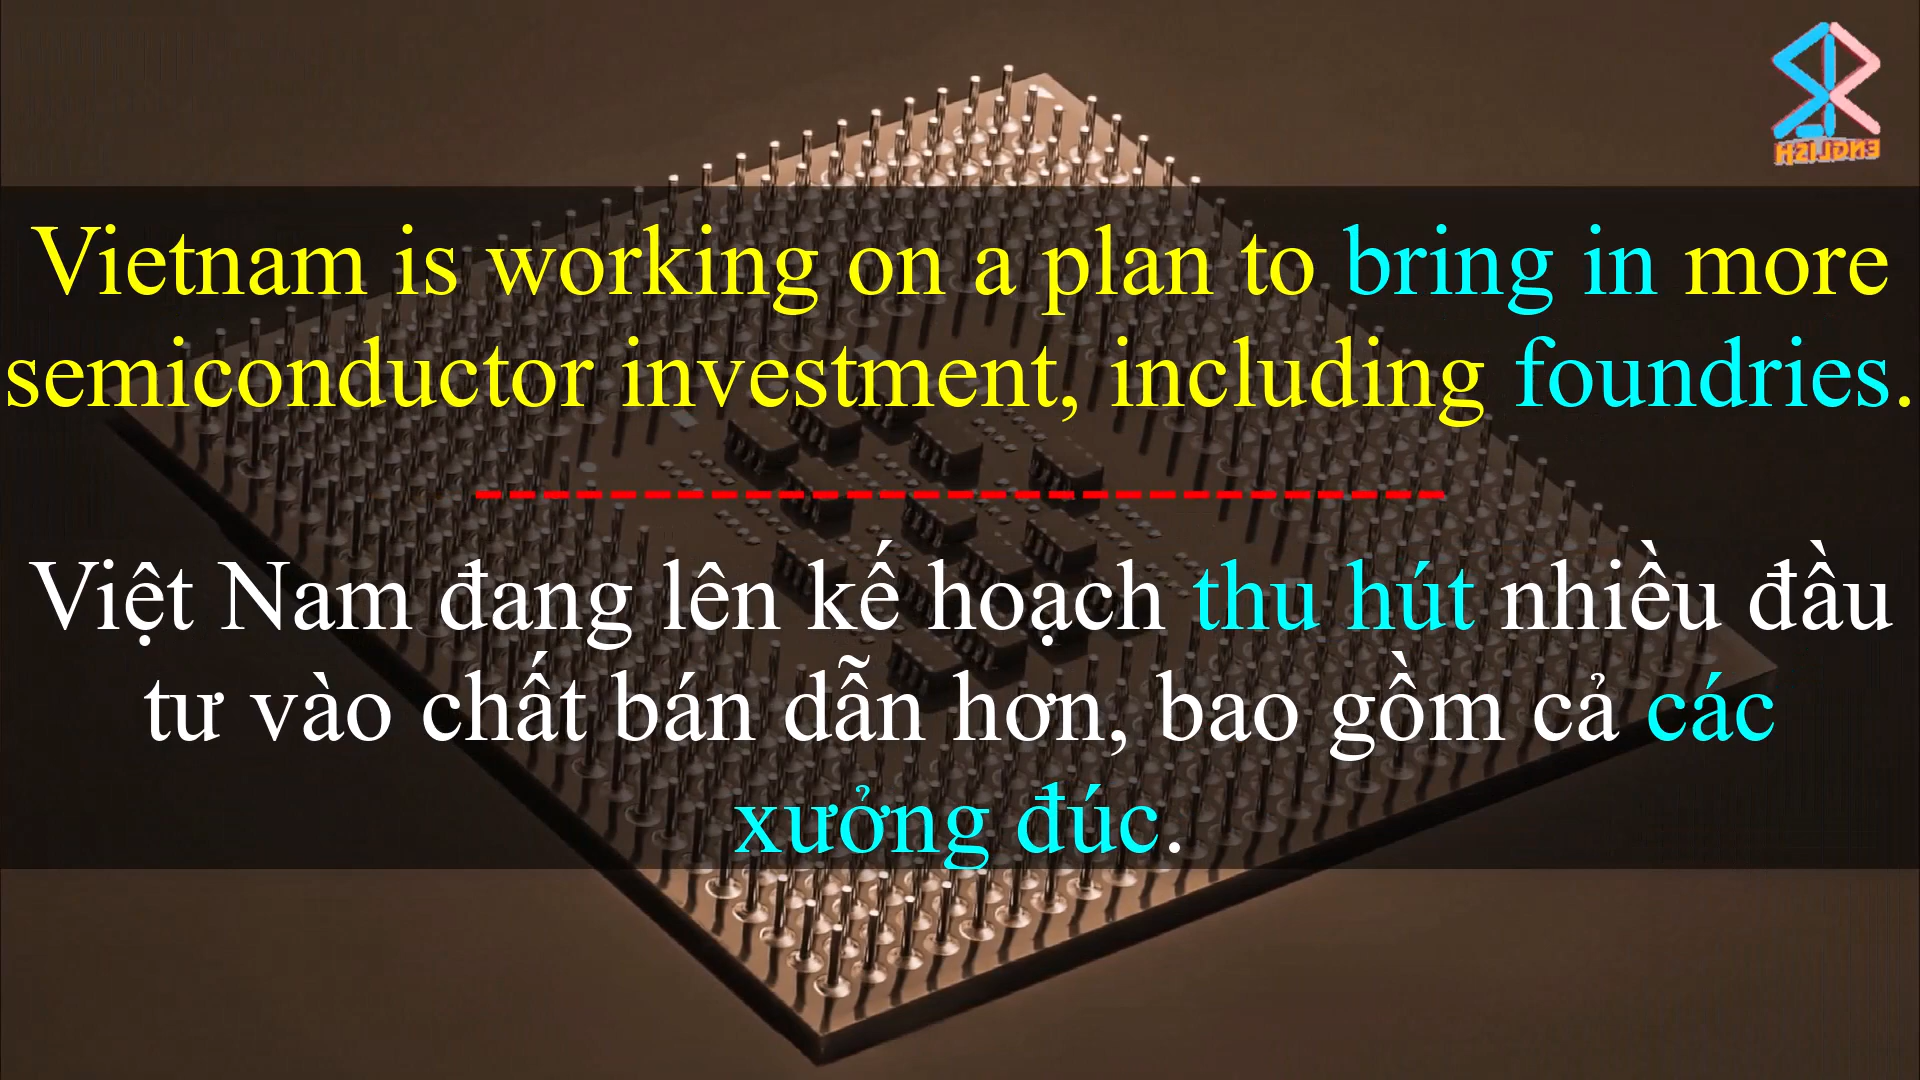 ENGLISH
Vietnam is working on a plan to bring in more
semiconductor investment, including foundries.
Việt Nam đang lên kế hoạch thu hút nhiều đầu
tư vào chất bán dẫn hơn, bao gồm cả các
xưởng đúc.